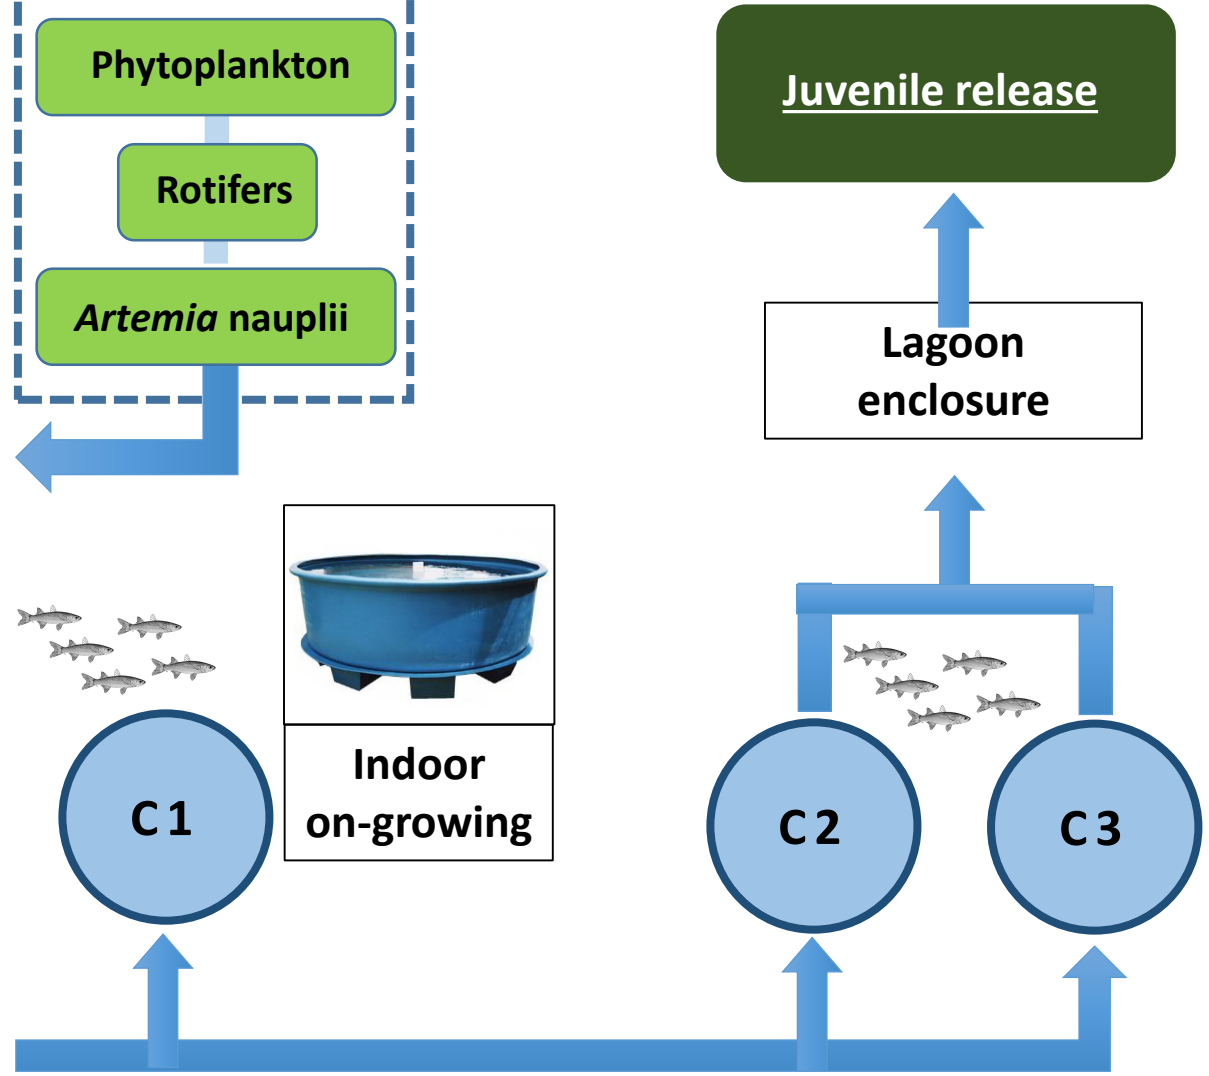 Phytoplankton
Rotifers
Artemia nauplii
Juvenile release
Lagoon
enclosure
Indoor
on-growing
C 1
C 2
C 3